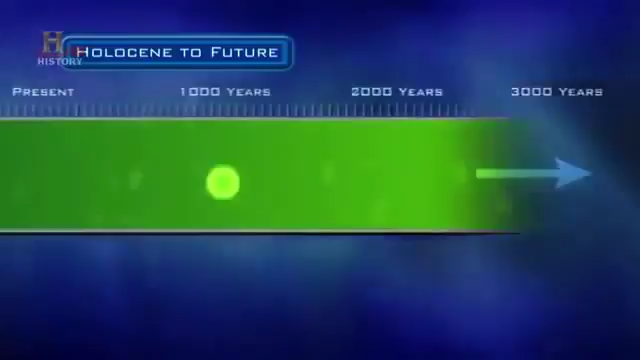 H
HISTORY
HOLOCENE TO FUTURE
PRESENT
1000 YEARS
2000 YEARS
3000 YEARS